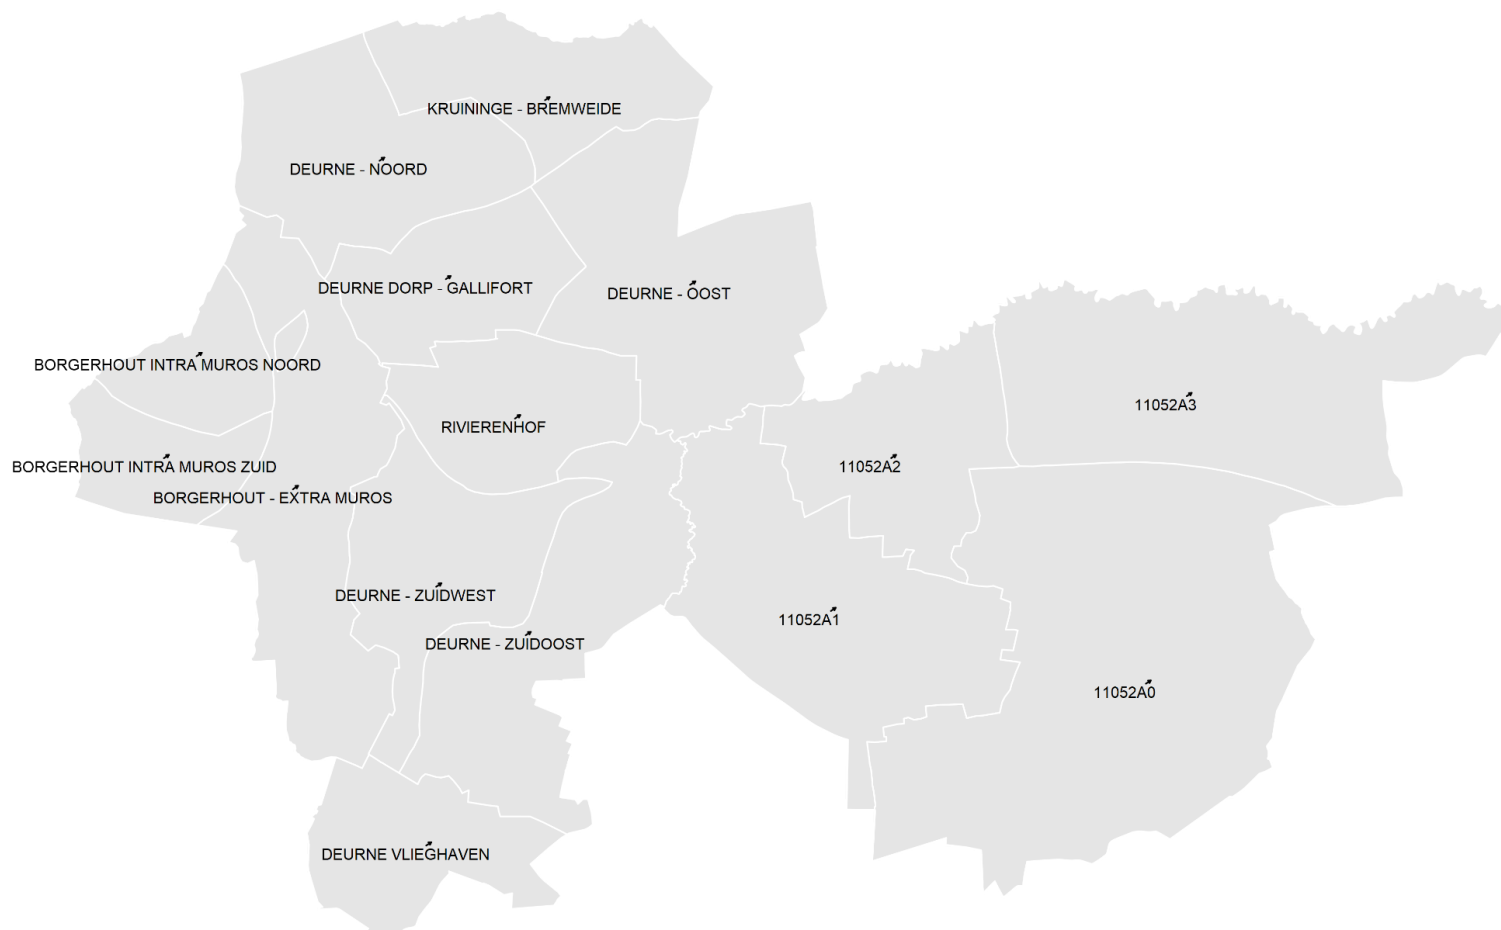 KRUININGE - BREMWEIDE
DEURNE - NOORD
DEURNE DORP - GALLIFORT
DEURNE - OOST
BORGERHOUT INTRA MUROS NOORD
11052A3
RIVIERENHOF
11052A2
BORGERHOUT INTRA MUROS ZUID
BORGERHOUT - EXTRA MUROS
DEURNE - ZUIDWEST
11052A1
DEURNE - ZUIDOOST
11052A0
DEURNE VLIEGHAVEN